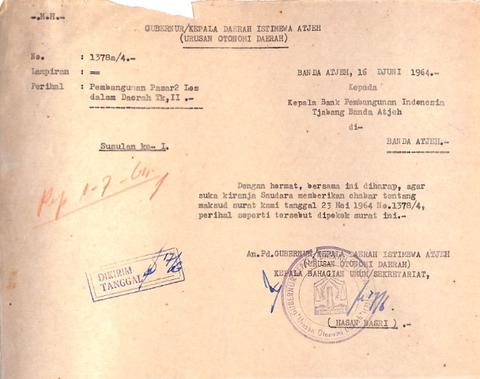 -.M.H.-
GUBERNUR/KEPALA DAERAH ISTIMEWA ATJEH
(URUSAN OTONOMI DAERAH)
No. : 1378a/4.-
Lampiran : ==
Perihal : Pembangunan Pasar2 Los
dalam Daerah Tk,II .--
BANDA ATJEH, 16 DJUNI 1964.-
Kepada
Kepala Bank Pembangunan Indonesia
Tjabang Banda Atjeh
di-
BANDA ATJEH.-
Susulan ke- I.
Dengan hormat, bersama ini diharap, agar
suka kiranja Saudara memberikan chabar tentang
maksud surat kami tanggal 23 Mei 1964 No.1378/4,
perihal seperti tersebut dipokok surat ini.-
An.Pd.GUBERNUR/KEPALA DAERAH ISTIMEWA ATJEH
(URUSAN OTONOMI DAERAH)
KEPALA BAHAGIAN UMUM/SEKRETARIAT,
DIKIRIM
TANGGAL
( HASAN BASRI ) .-